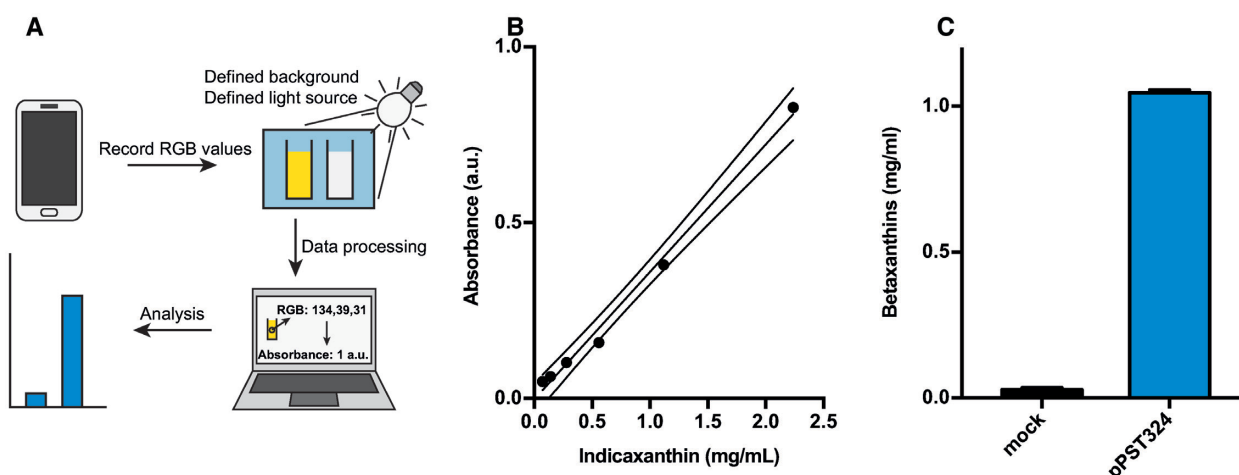 A
Defined background
Defined light source
Record RGB values
Data processing
RGB: 134,39,31
Absorbance: 1 a.u.
Analysis
B
Absorbance (a.u.)
1.0
0.5
0.0
0.0 0.5 1.0 1.5 2.0 2.5
Indicaxanthin (mg/mL)
C
Betaxanthins (mg/ml)
1.0
0.5
0.0
mock
pPST324